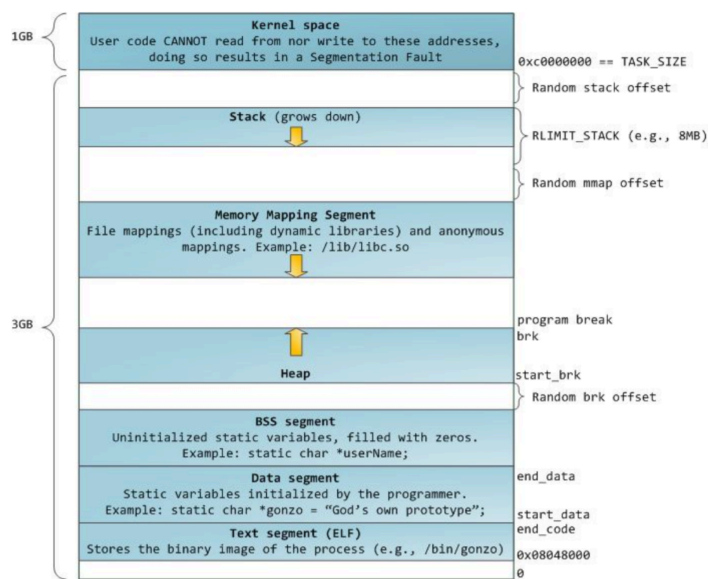 1GB
Kernel space
User code CANNOT read from nor write to these addresses,
doing so results in a Segmentation Fault
0xc0000000 == TASK_SIZE
Random stack offset
Stack (grows down)
RLIMIT_STACK (e.g., 8MB)
Random mmap offset
Memory Mapping Segment
File mappings (including dynamic libraries) and anonymous
mappings. Example: /lib/libc.so
3GB
program break
brk
Heap
start_brk
Random brk offset
BSS segment
Uninitialized static variables, filled with zeros.
Example: static char *userName;
Data segment
Static variables initialized by the programmer.
Example: static char *gonzo = “God’s own prototype”;
end_data
start_data
end_code
Text segment (ELF)
Stores the binary image of the process (e.g., /bin/gonzo)
0x08048000
0